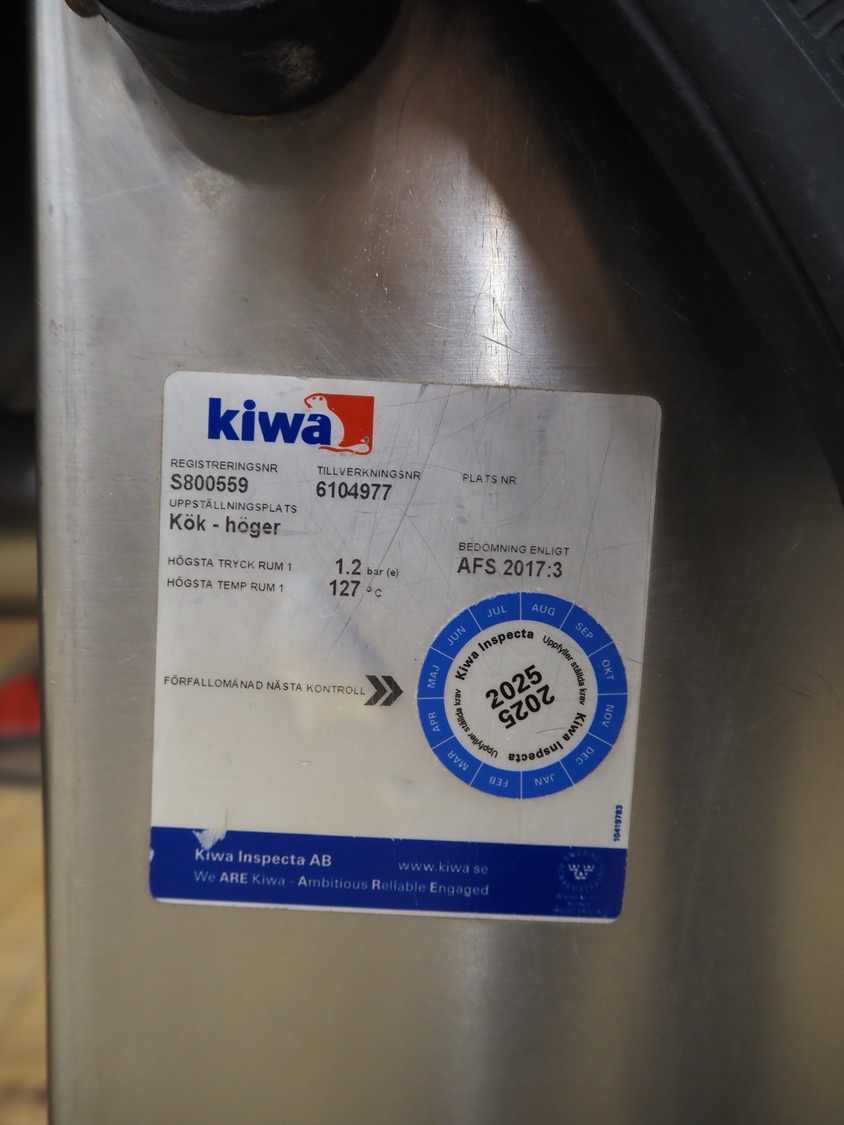 kiwa
REGISTRERINGSNR
S800559
TILLVERKNINGSNR
6104977
PLATS NR
UPPSTÄLLNINGSPLATS
Kök - höger
HÖGSTA TRYCK RUM 1 1.2 bar (e)
HÖGSTA TEMP RUM 1 127 °C
BEDÖMNING ENLIGT
AFS 2017:3
FÖRFALLOMÅNAD NÄSTA KONTROLL
JAN
FEB
MAR
APR
MAJ
JUN
JUL
AUG
SEP
OKT
NOV
DEC
Kiwa Inspecta
Uppfyller ställda krav
Kiwa Inspecta
Uppfyller ställda krav
2025
2025
10419783
Kiwa Inspecta AB
www.kiwa.se
We ARE Kiwa - Ambitious Reliable Engaged